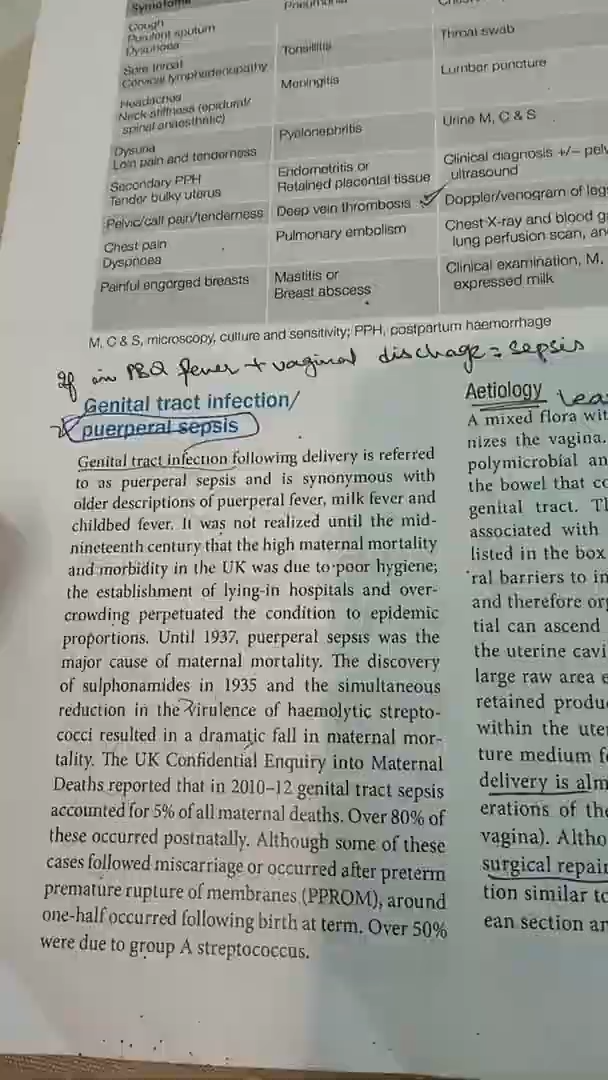 Symptoms
Pneumonia
Cough
Purulent sputum
Dyspnoea
Sore throat
Cervical lymphadenopathy
Tonsillitis
Throat swab
Headaches
Neck stiffness (epidural/
spinal anaesthetic)
Meningitis
Lumbar puncture
Dysuria
Loin pain and tenderness
Pyelonephritis
Urine M, C & S
Secondary PPH
Tender bulky uterus
Endometritis or
Retained placental tissue
Clinical diagnosis +/− pelv
ultrasound
Pelvic/calf pain/tenderness
Deep vein thrombosis
Doppler/venogram of legs
Chest pain
Dyspnoea
Pulmonary embolism
Chest X-ray and blood g
lung perfusion scan, an
Painful engorged breasts
Mastitis or
Breast abscess
Clinical examination, M,
expressed milk
M, C & S, microscopy, culture and sensitivity; PPH, postpartum haemorrhage
If in PBQ fever + vaginal discharge = sepsis
Genital tract infection/
puerperal sepsis
Genital tract infection following delivery is referred
to as puerperal sepsis and is synonymous with
older descriptions of puerperal fever, milk fever and
childbed fever. It was not realized until the mid-
nineteenth century that the high maternal mortality
and morbidity in the UK was due to poor hygiene;
the establishment of lying-in hospitals and over-
crowding perpetuated the condition to epidemic
proportions. Until 1937, puerperal sepsis was the
major cause of maternal mortality. The discovery
of sulphonamides in 1935 and the simultaneous
reduction in the virulence of haemolytic strepto-
cocci resulted in a dramatic fall in maternal mor-
tality. The UK Confidential Enquiry into Maternal
Deaths reported that in 2010–12 genital tract sepsis
accounted for 5% of all maternal deaths. Over 80% of
these occurred postnatally. Although some of these
cases followed miscarriage or occurred after preterm
premature rupture of membranes (PPROM), around
one-half occurred following birth at term. Over 50%
were due to group A streptococcus.
Aetiology
A mixed flora wit
nizes the vagina.
polymicrobial an
the bowel that co
genital tract. Th
associated with
listed in the box
ral barriers to in
and therefore org
tial can ascend
the uterine cavi
large raw area e
retained produc
within the uter
ture medium fo
delivery is alm
erations of the
vagina). Altho
surgical repair
tion similar to
ean section an